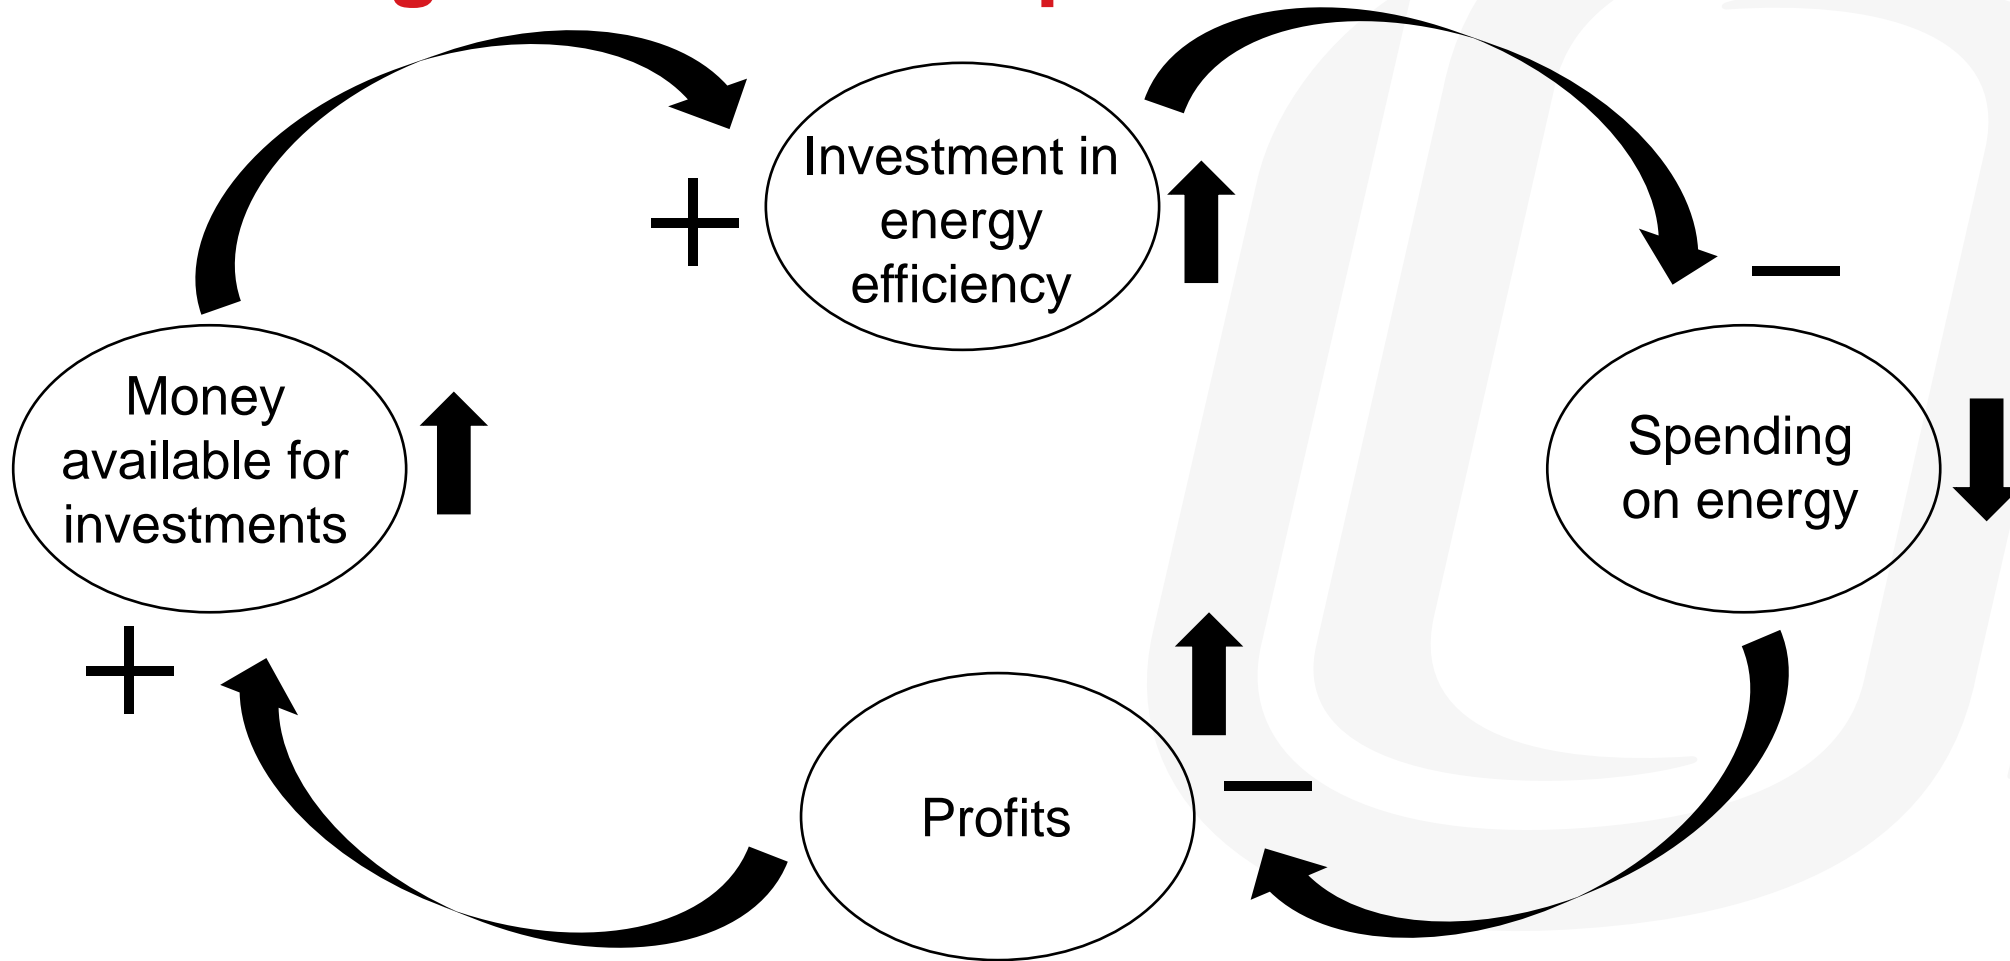 Investment in
energy
efficiency
Money
available for
investments
Spending
on energy
Profits